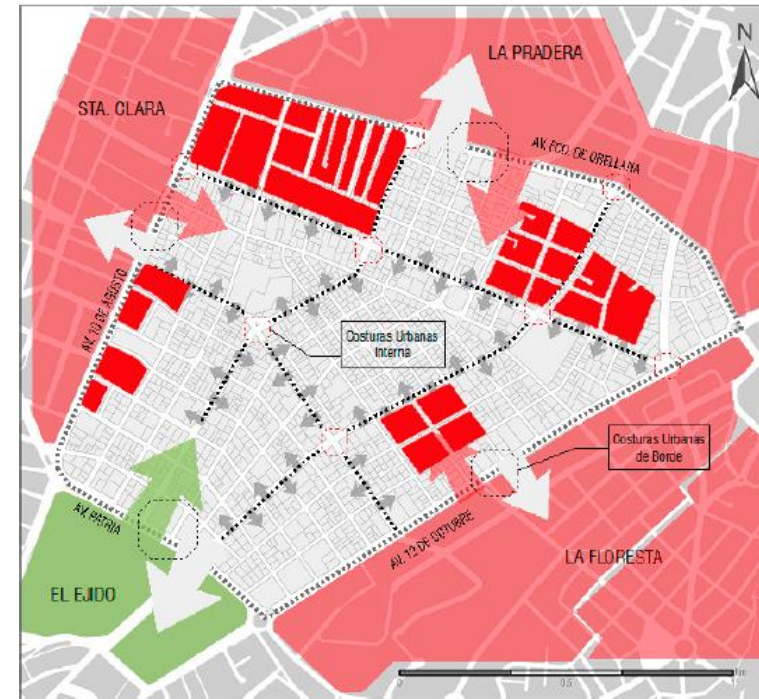 N
LA PRADERA
STA. CLARA
AV. FCO. DE ORELLANA
AV. 10 DE AGOSTO
Costuras Urbanas
Interna
Costuras Urbanas
de Borde
AV. PATRIA
AV. 12 DE OCTUBRE
LA FLORESTA
EL EJIDO
0
0.5